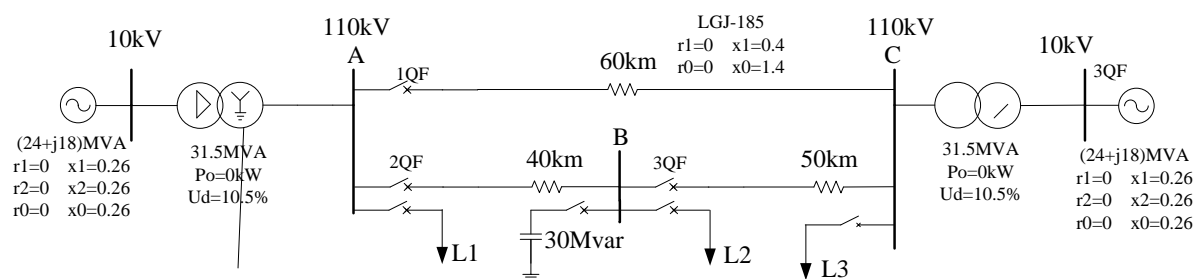 LGJ-185
r1=0 x1=0.4
r0=0 x0=1.4
110kV
A
110kV
C
10kV
10kV
1QF
60km
3QF
(24+j18)MVA
r1=0 x1=0.26
r2=0 x2=0.26
r0=0 x0=0.26
31.5MVA
Po=0kW
Ud=10.5%
2QF
40km
B
3QF
50km
31.5MVA
Po=0kW
Ud=10.5%
(24+j18)MVA
r1=0 x1=0.26
r2=0 x2=0.26
r0=0 x0=0.26
L1
30Mvar
L2
L3